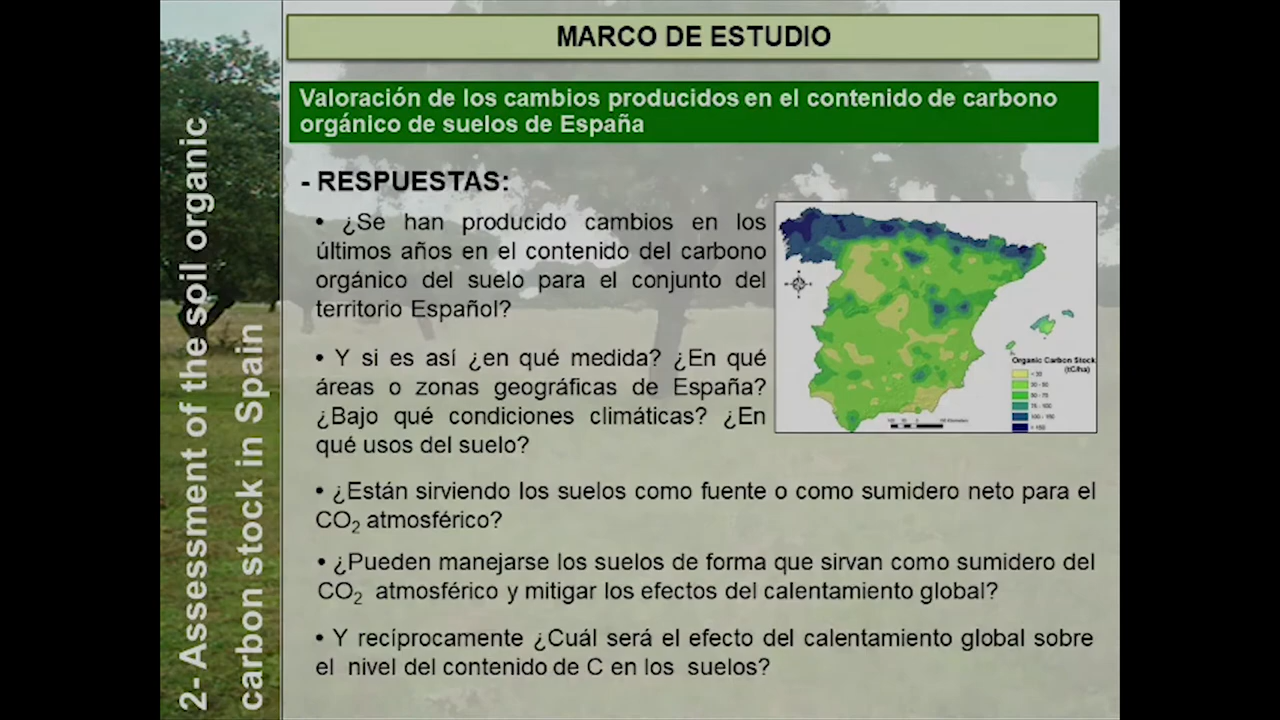 MARCO DE ESTUDIO
Valoración de los cambios producidos en el contenido de carbono
orgánico de suelos de España
- RESPUESTAS:
• ¿Se han producido cambios en los
últimos años en el contenido del carbono
orgánico del suelo para el conjunto del
territorio Español?
• Y si es así ¿en qué medida? ¿En qué
áreas o zonas geográficas de España?
¿Bajo qué condiciones climáticas? ¿En
qué usos del suelo?
Organic Carbon Stock
(tC/ha)
• ¿Están sirviendo los suelos como fuente o como sumidero neto para el
CO2 atmosférico?
• ¿Pueden manejarse los suelos de forma que sirvan como sumidero del
CO2 atmosférico y mitigar los efectos del calentamiento global?
• Y recíprocamente ¿Cuál será el efecto del calentamiento global sobre
el nivel del contenido de C en los suelos?
2- Assessment of the soil organic
carbon stock in Spain